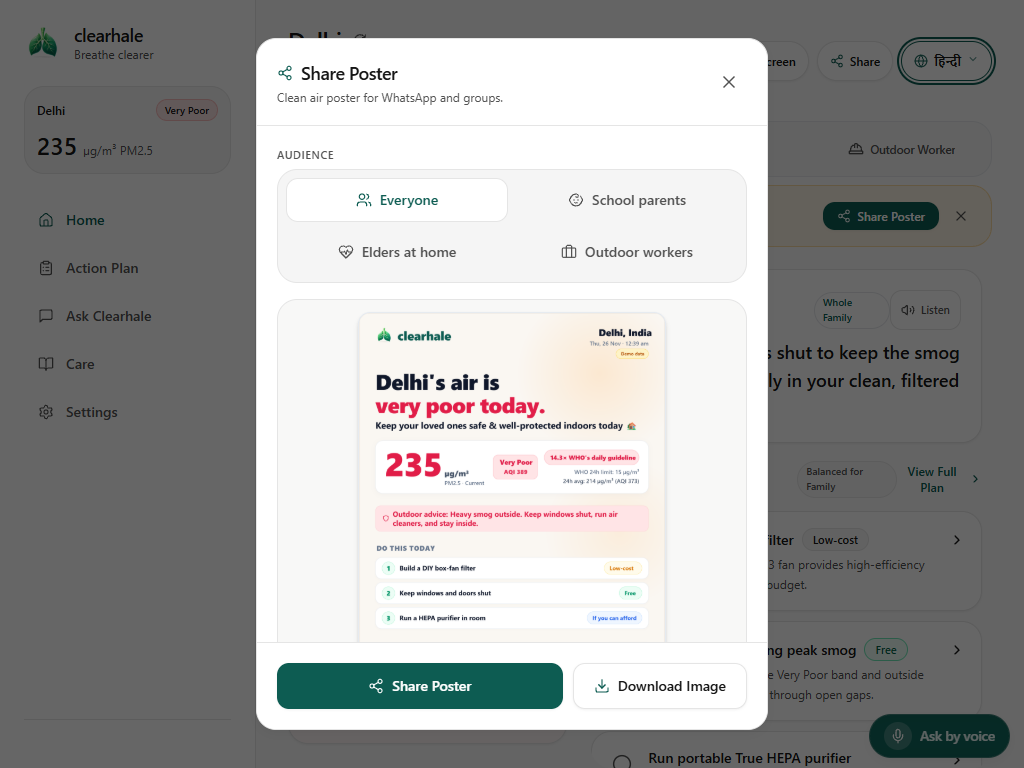 clearhale
Breathe clearer
Delhi
Very Poor
235 µg/m³ PM2.5
Home
Action Plan
Ask Clearhale
Care
Settings
Share
हिन्दी
Outdoor Worker
Share Poster
Whole
Family
Listen
shut to keep the smog
in your clean, filtered
Balanced for
Family
View Full
Plan
Low-cost
3 fan provides high-efficiency
peak smog
Free
Very Poor band and outside
through open gaps.
Run portable True HEPA purifier
Ask by voice
Share Poster
Clean air poster for WhatsApp and groups.
AUDIENCE
Everyone
School parents
Elders at home
Outdoor workers
clearhale
Delhi, India
Thu, 26 Nov · 12:39 am
Demo data
Delhi's air is
very poor today.
Keep your loved ones safe & well-protected indoors today
235 µg/m³
PM2.5 · Current
Very Poor
AQI 389
14.3× WHO's daily guideline
WHO 24h limit: 15 µg/m³
24h avg: 214 µg/m³ (AQI 373)
Outdoor advice: Heavy smog outside. Keep windows shut, run air
cleaners, and stay inside.
DO THIS TODAY
1 Build a DIY box-fan filter Low-cost
2 Keep windows and doors shut Free
3 Run a HEPA purifier in room If you can afford
Share Poster
Download Image